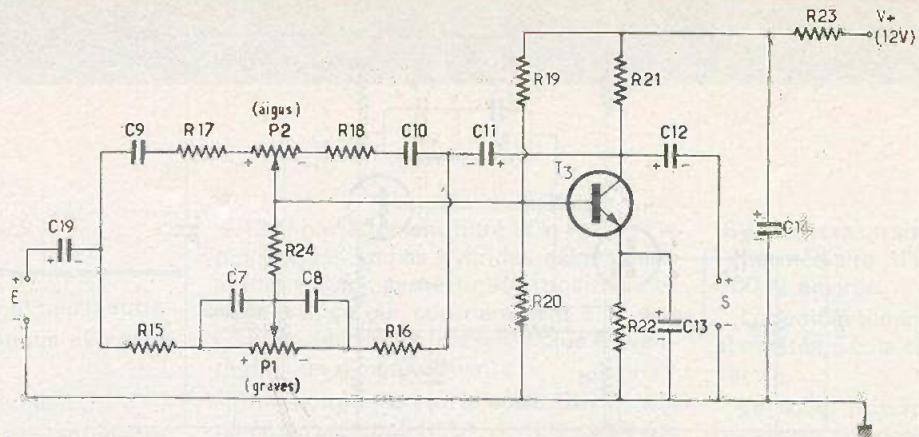 R23
V+
(12V)
R19
R21
(aigus)
C9
R17
P2
R18
C10
C11
C12
+
-
-
+
+
-
T3
C19
+
-
R24
C7
C8
+
E
-
R20
R22
+
C13
-
+
S
-
+
C14
-
R15
+
-
R16
P1
(graves)